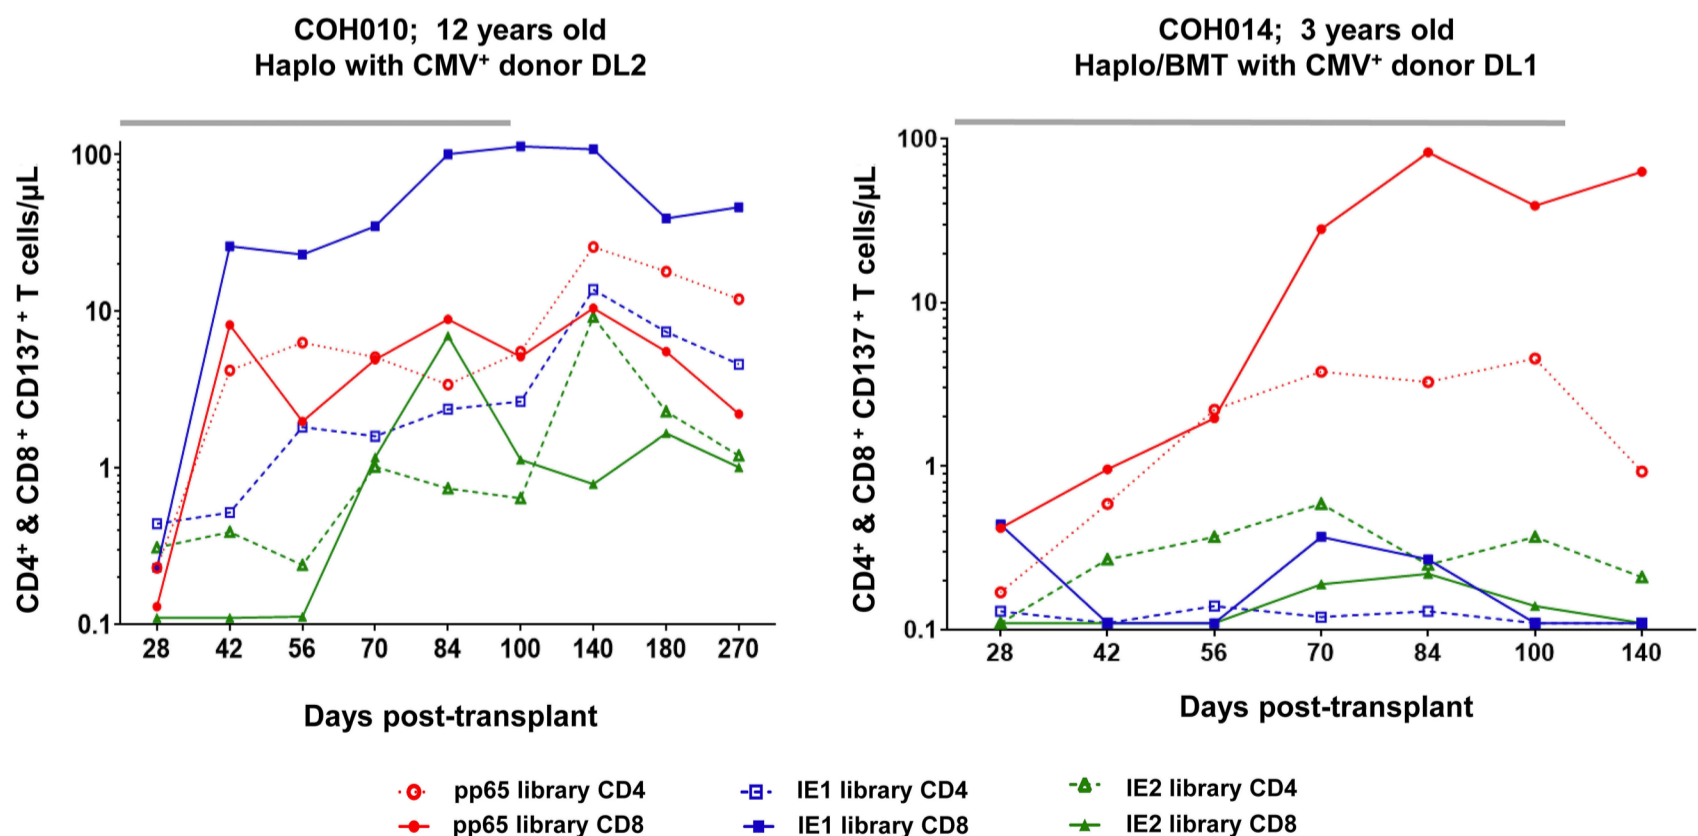 COH010; 12 years old
Haplo with CMV⁺ donor DL2
CD4⁺ & CD8⁺ CD137⁺ T cells/µL
100
10
1
0.1
28 42 56 70 84 100 140 180 270
Days post-transplant
COH014; 3 years old
Haplo/BMT with CMV⁺ donor DL1
CD4⁺ & CD8⁺ CD137⁺ T cells/µL
100
10
1
0.1
28 42 56 70 84 100 140
Days post-transplant
pp65 library CD4 IE1 library CD4 IE2 library CD4
pp65 library CD8 IE1 library CD8 IE2 library CD8